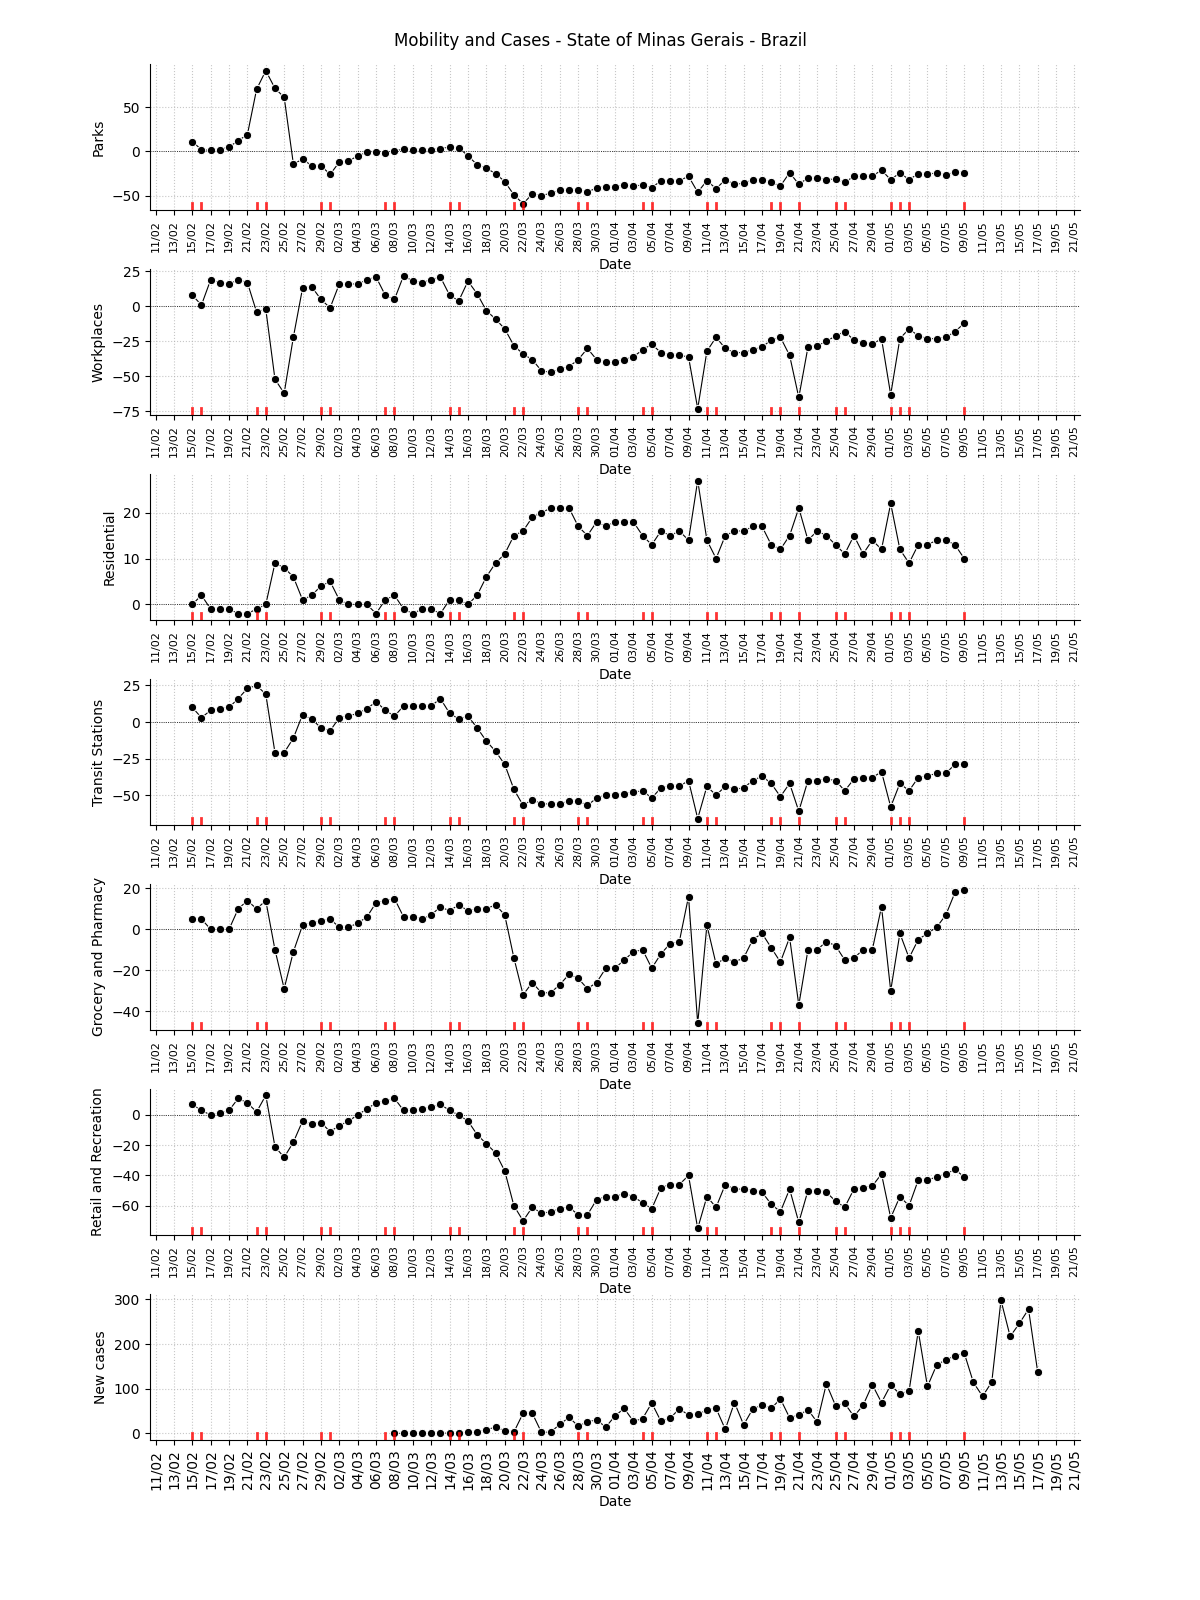 Mobility and Cases - State of Minas Gerais - Brazil
Parks
50
0
−50
11/02 13/02 15/02 17/02 19/02 21/02 23/02 25/02 27/02 29/02 02/03 04/03 06/03 08/03 10/03 12/03 14/03 16/03 18/03 20/03 22/03 24/03 26/03 28/03 30/03 01/04 03/04 05/04 07/04 09/04 11/04 13/04 15/04 17/04 19/04 21/04 23/04 25/04 27/04 29/04 01/05 03/05 05/05 07/05 09/05 11/05 13/05 15/05 17/05 19/05 21/05
Date
Workplaces
25
0
−25
−50
−75
11/02 13/02 15/02 17/02 19/02 21/02 23/02 25/02 27/02 29/02 02/03 04/03 06/03 08/03 10/03 12/03 14/03 16/03 18/03 20/03 22/03 24/03 26/03 28/03 30/03 01/04 03/04 05/04 07/04 09/04 11/04 13/04 15/04 17/04 19/04 21/04 23/04 25/04 27/04 29/04 01/05 03/05 05/05 07/05 09/05 11/05 13/05 15/05 17/05 19/05 21/05
Date
Residential
20
10
0
11/02 13/02 15/02 17/02 19/02 21/02 23/02 25/02 27/02 29/02 02/03 04/03 06/03 08/03 10/03 12/03 14/03 16/03 18/03 20/03 22/03 24/03 26/03 28/03 30/03 01/04 03/04 05/04 07/04 09/04 11/04 13/04 15/04 17/04 19/04 21/04 23/04 25/04 27/04 29/04 01/05 03/05 05/05 07/05 09/05 11/05 13/05 15/05 17/05 19/05 21/05
Date
Transit Stations
25
0
−25
−50
11/02 13/02 15/02 17/02 19/02 21/02 23/02 25/02 27/02 29/02 02/03 04/03 06/03 08/03 10/03 12/03 14/03 16/03 18/03 20/03 22/03 24/03 26/03 28/03 30/03 01/04 03/04 05/04 07/04 09/04 11/04 13/04 15/04 17/04 19/04 21/04 23/04 25/04 27/04 29/04 01/05 03/05 05/05 07/05 09/05 11/05 13/05 15/05 17/05 19/05 21/05
Date
Grocery and Pharmacy
20
0
−20
−40
11/02 13/02 15/02 17/02 19/02 21/02 23/02 25/02 27/02 29/02 02/03 04/03 06/03 08/03 10/03 12/03 14/03 16/03 18/03 20/03 22/03 24/03 26/03 28/03 30/03 01/04 03/04 05/04 07/04 09/04 11/04 13/04 15/04 17/04 19/04 21/04 23/04 25/04 27/04 29/04 01/05 03/05 05/05 07/05 09/05 11/05 13/05 15/05 17/05 19/05 21/05
Date
Retail and Recreation
0
−20
−40
−60
11/02 13/02 15/02 17/02 19/02 21/02 23/02 25/02 27/02 29/02 02/03 04/03 06/03 08/03 10/03 12/03 14/03 16/03 18/03 20/03 22/03 24/03 26/03 28/03 30/03 01/04 03/04 05/04 07/04 09/04 11/04 13/04 15/04 17/04 19/04 21/04 23/04 25/04 27/04 29/04 01/05 03/05 05/05 07/05 09/05 11/05 13/05 15/05 17/05 19/05 21/05
Date
New cases
300
200
100
0
11/02 13/02 15/02 17/02 19/02 21/02 23/02 25/02 27/02 29/02 02/03 04/03 06/03 08/03 10/03 12/03 14/03 16/03 18/03 20/03 22/03 24/03 26/03 28/03 30/03 01/04 03/04 05/04 07/04 09/04 11/04 13/04 15/04 17/04 19/04 21/04 23/04 25/04 27/04 29/04 01/05 03/05 05/05 07/05 09/05 11/05 13/05 15/05 17/05 19/05 21/05
Date